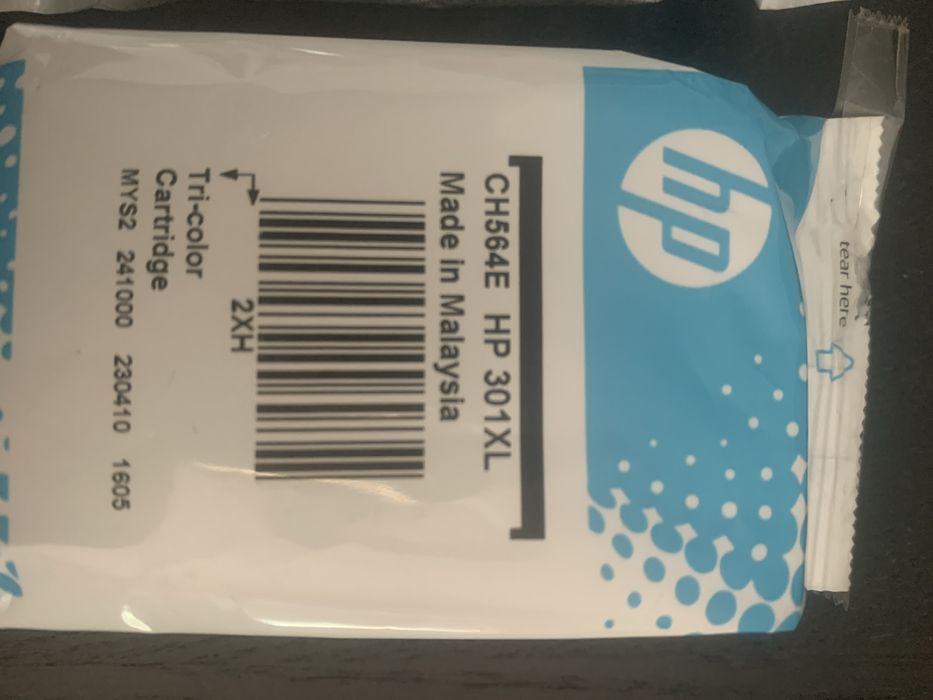 hp
tear here
CH564E HP 301XL
Made in Malaysia
2XH
Tri-color
Cartridge
MYS2 241000 230410 1605